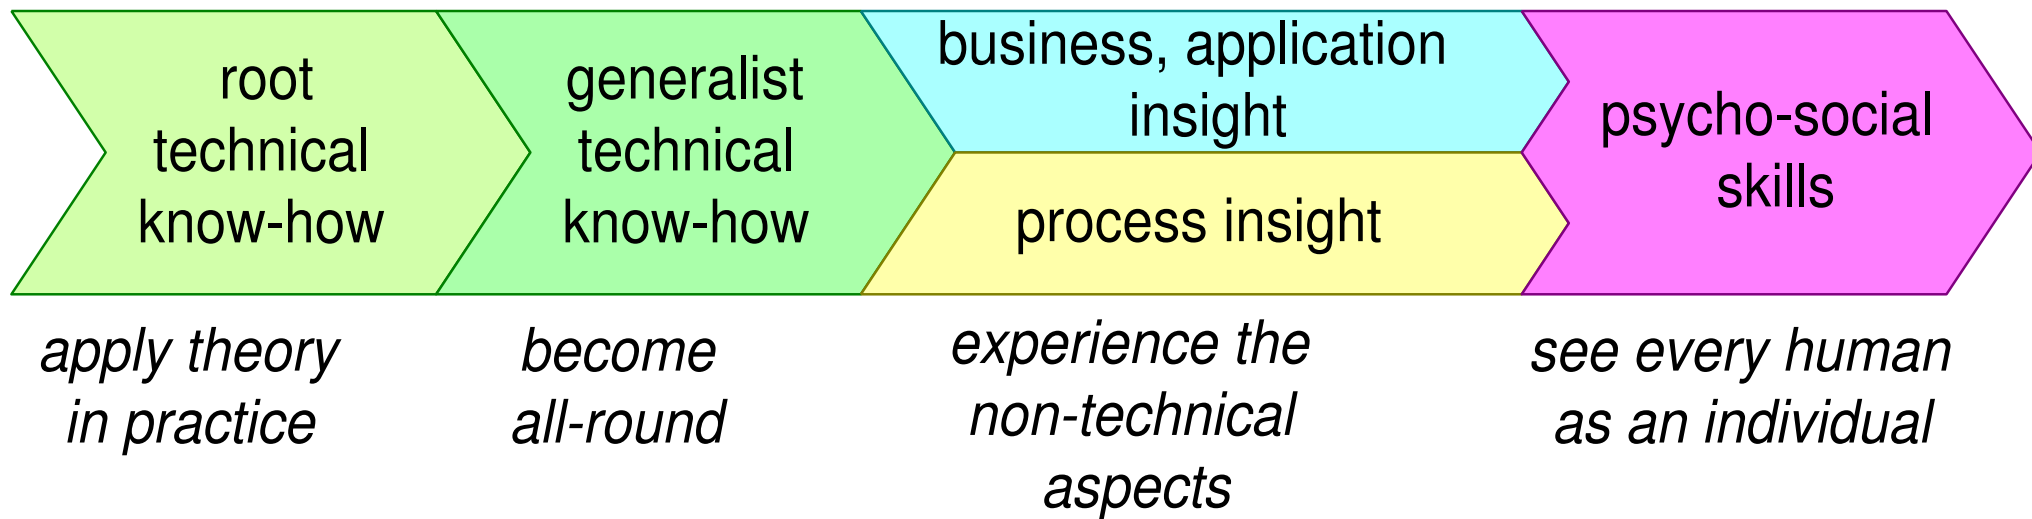 root
technical
know-how
generalist
technical
know-how
business, application
insight
process insight
psycho-social
skills
apply theory
in practice
become
all-round
experience the
non-technical
aspects
see every human
as an individual